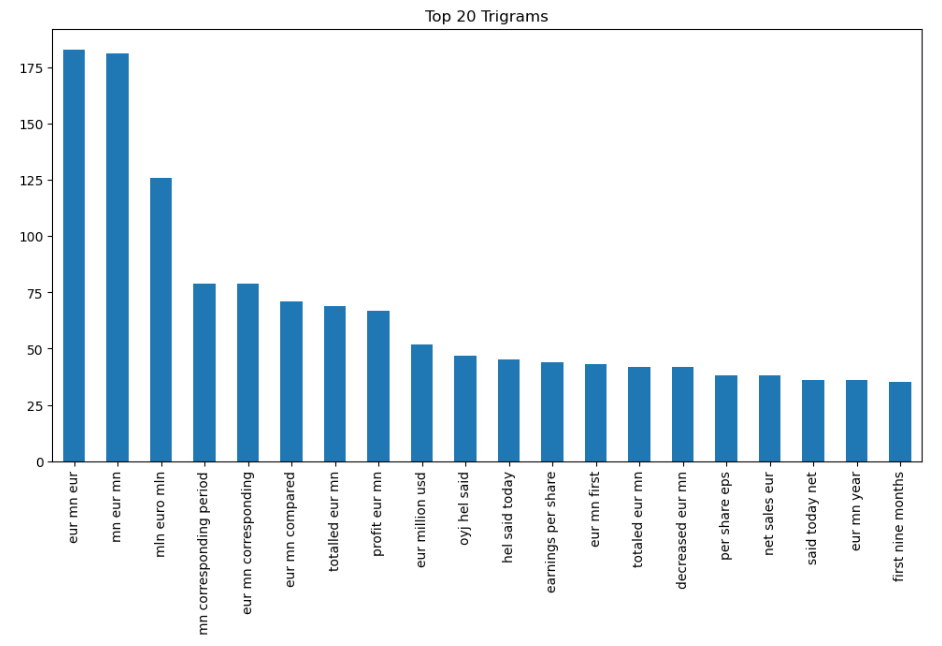 Top 20 Trigrams
175
150
125
100
75
50
25
0
eur mn eur
mn eur mn
mln euro mln
mn corresponding period
eur mn corresponding
eur mn compared
totalled eur mn
profit eur mn
eur million usd
oyj hel said
hel said today
earnings per share
eur mn first
totaled eur mn
decreased eur mn
per share eps
net sales eur
said today net
eur mn year
first nine months